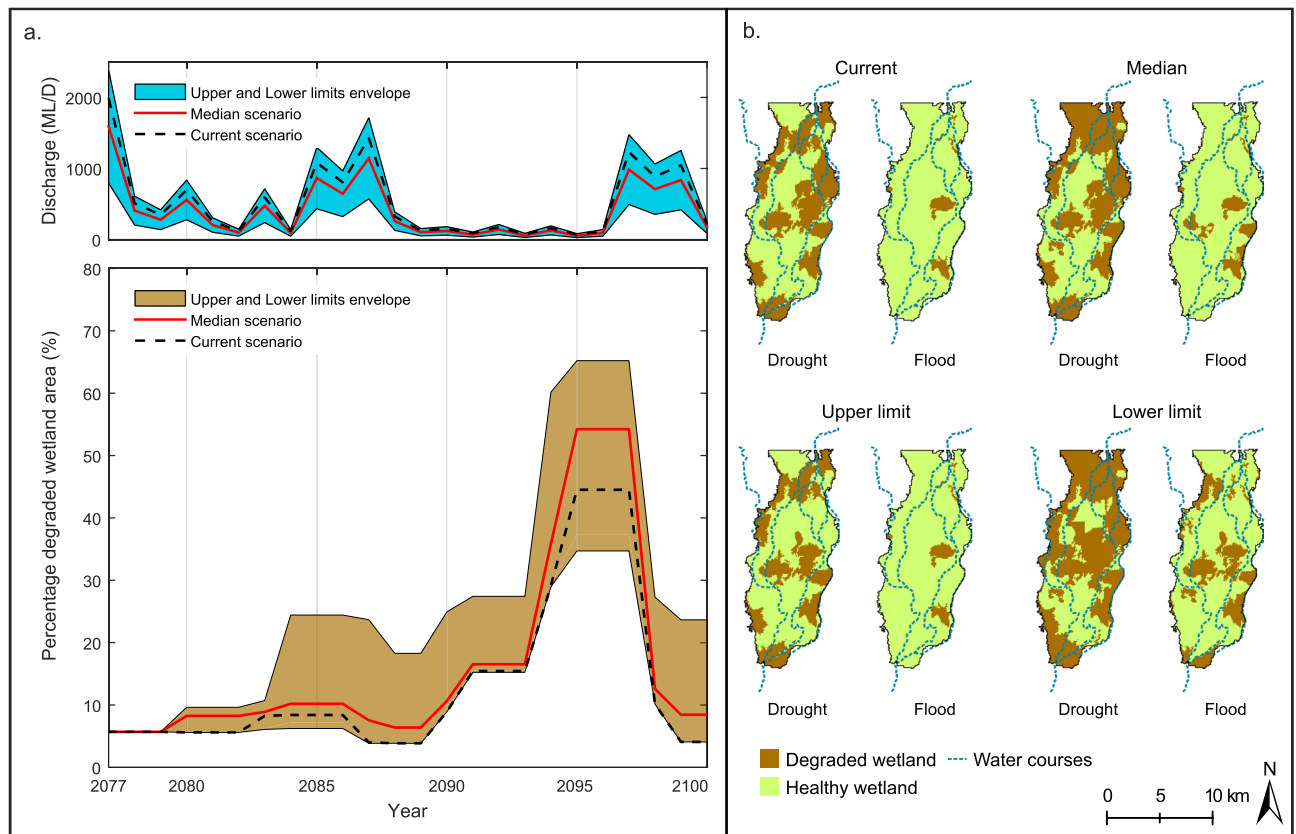 a.
Discharge (ML/D)
2000
1000
0
Upper and Lower limits envelope
Median scenario
Current scenario
Percentage degraded wetland area (%)
80
70
60
50
40
30
20
10
0
Upper and Lower limits envelope
Median scenario
Current scenario
2077 2080 2085 2090 2095 2100
Year
b.
Current Median
Drought Flood Drought Flood
Upper limit Lower limit
Drought Flood Drought Flood
Degraded wetland Water courses
Healthy wetland
0 5 10 km
N